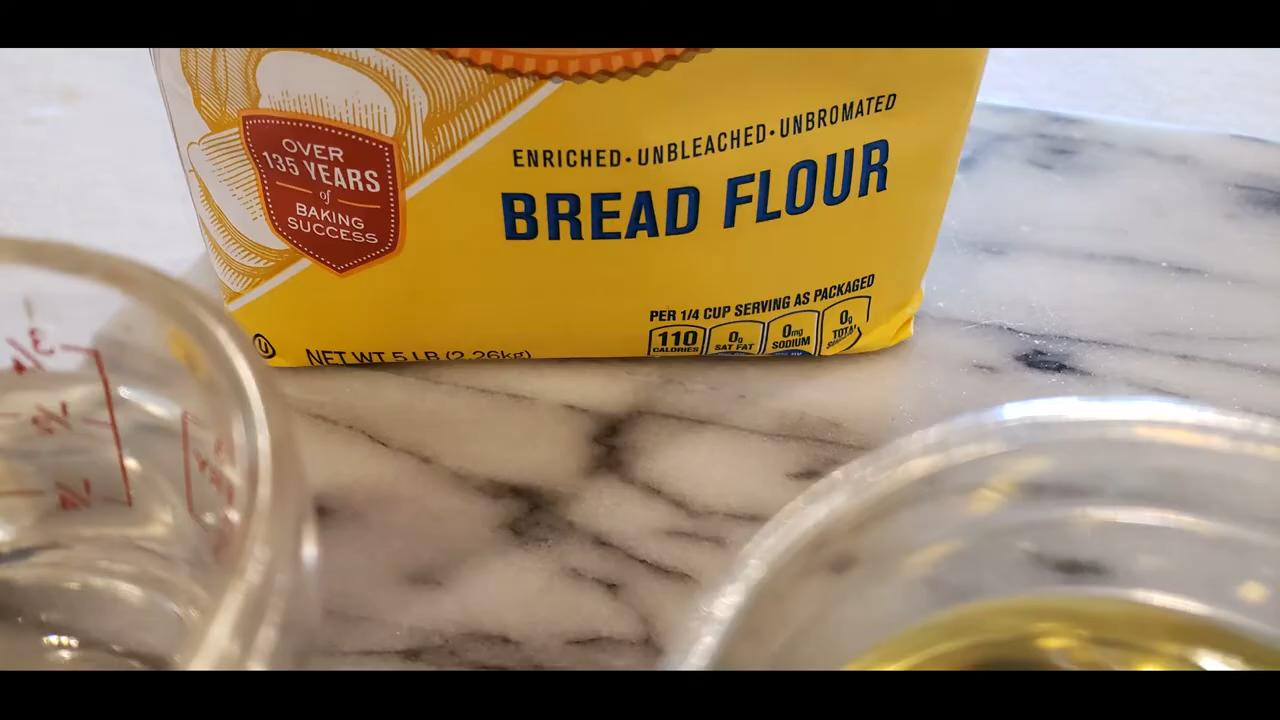 OVER
135 YEARS
of
BAKING
SUCCESS
ENRICHED • UNBLEACHED • UNBROMATED
BREAD FLOUR
PER 1/4 CUP SERVING AS PACKAGED
110
CALORIES
0g
SAT FAT
0mg
SODIUM
0g
TOTAL
U
NET WT 5 LB (2.26kg)